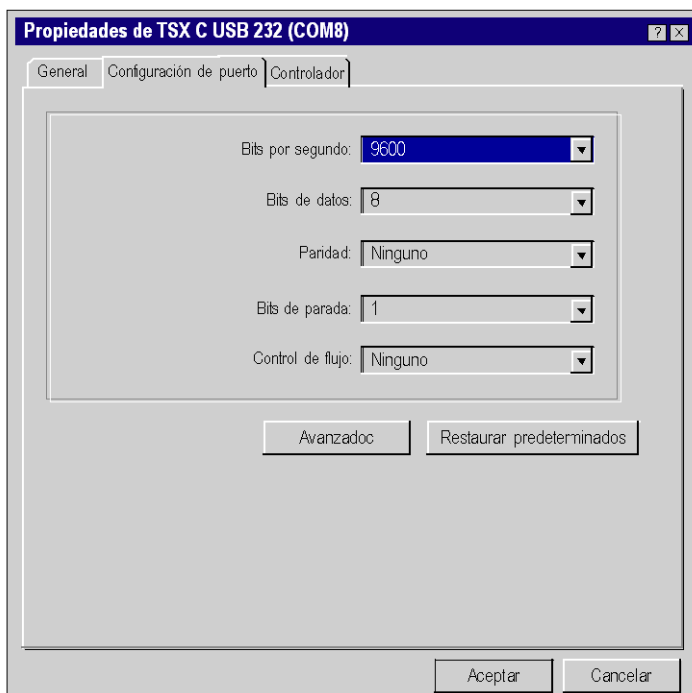 Propiedades de TSX C USB 232 (COM8)
General Configuración de puerto Controlador
Bits por segundo: 9600
Bits de datos: 8
Paridad: Ninguno
Bits de parada: 1
Control de flujo: Ninguno
Avanzadoc Restaurar predeterminados
Aceptar Cancelar